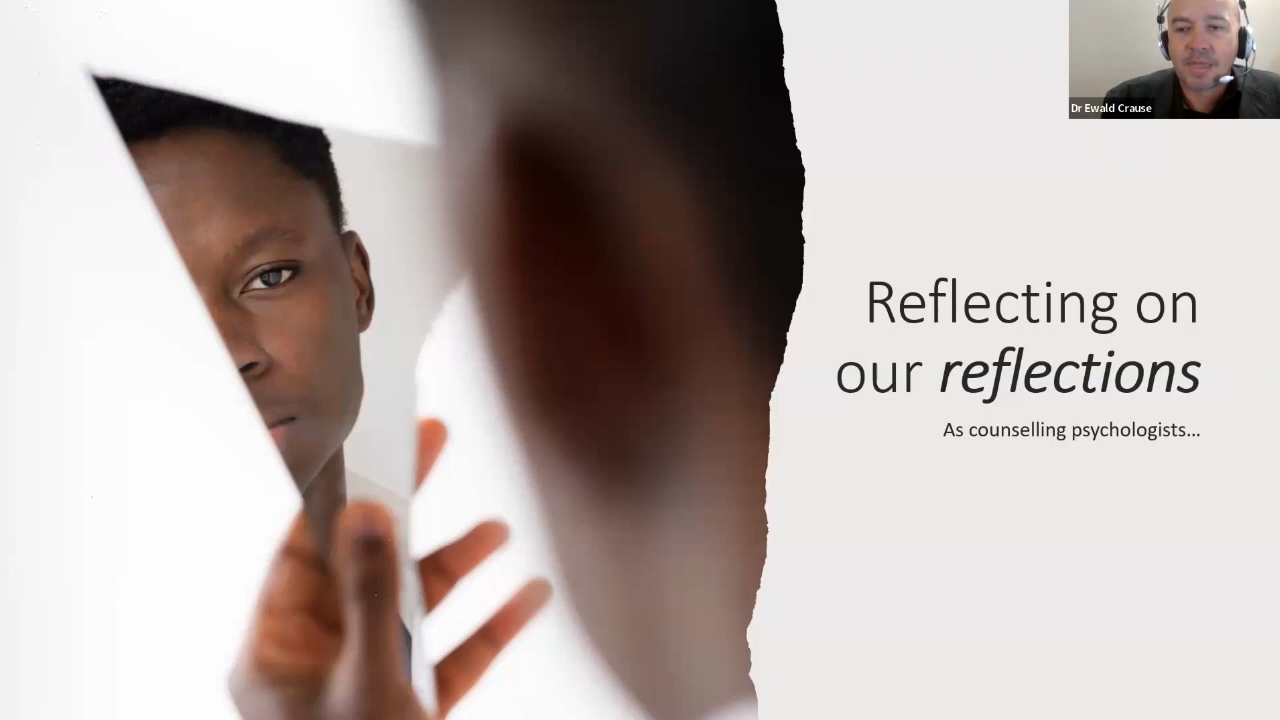 Dr Ewald Crause
Reflecting on
our reflections
As counselling psychologists...